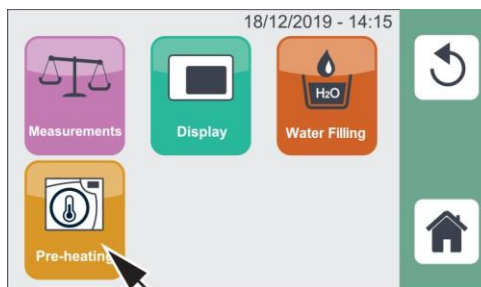 18/12/2019 - 14:15
Measurements
Display
H2O
Water Filling
Pre-heating